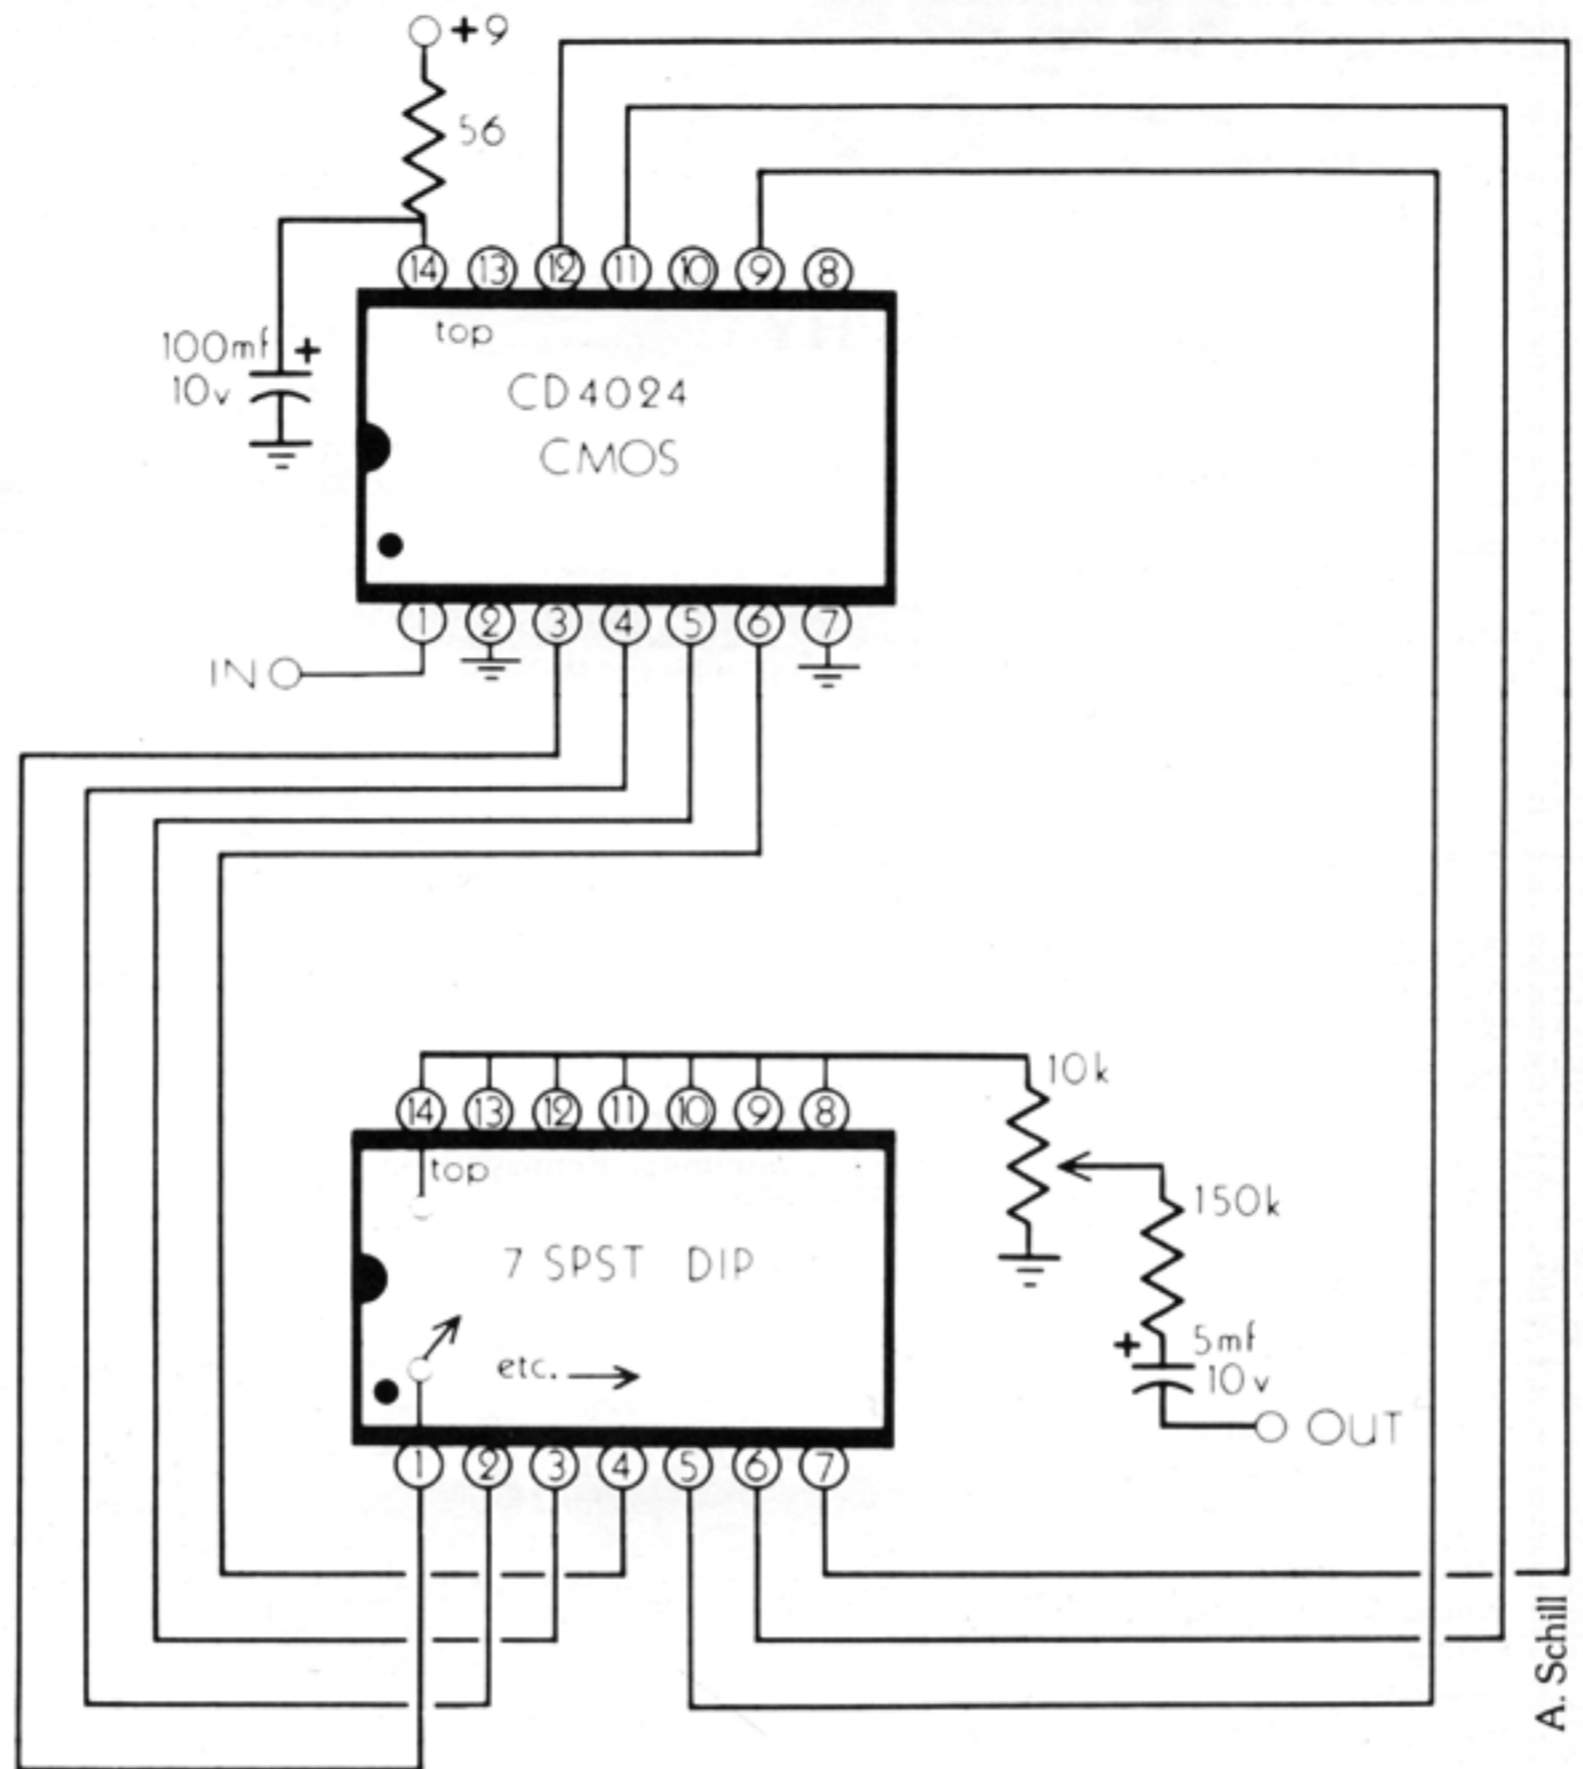 +9
56
14 13 12 11 10 9 8
top
100mf +
10v
CD4024
CMOS
1 2 3 4 5 6 7
IN
10k
14 13 12 11 10 9 8
top
150k
7 SPST DIP
+ 5mf
10v
etc.
OUT
1 2 3 4 5 6 7
A. Schill